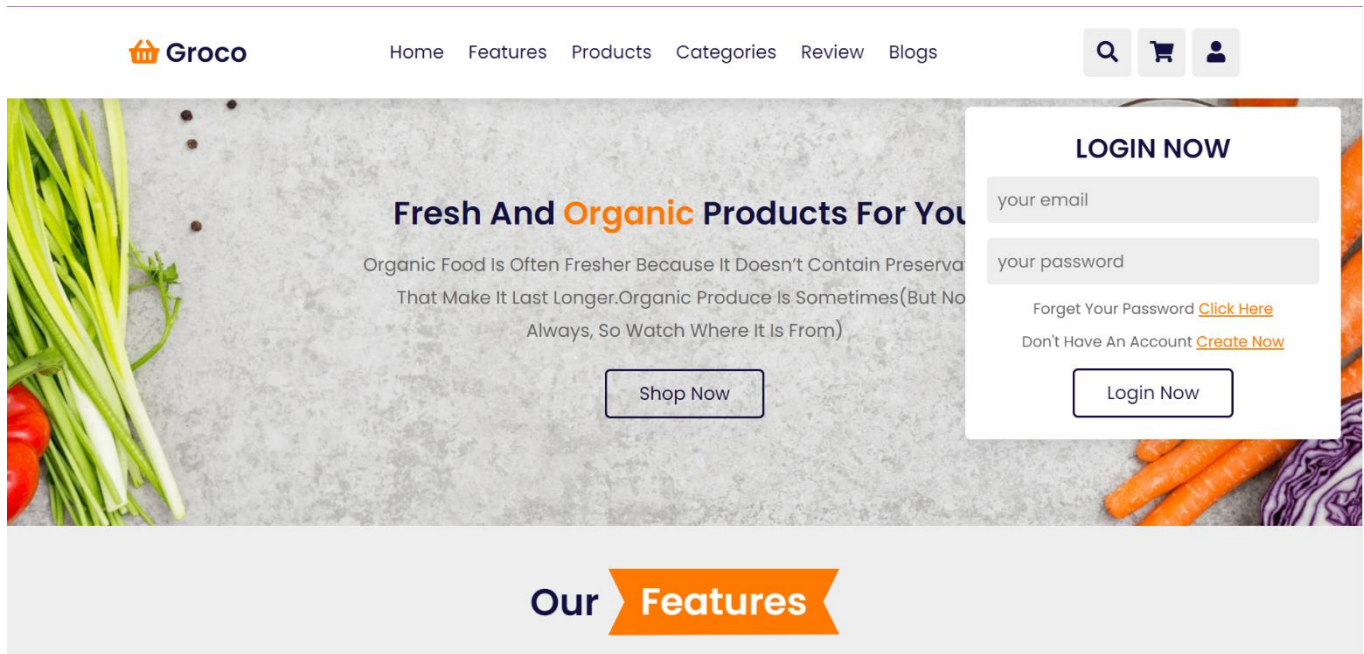 Groco
Home Features Products Categories Review Blogs
Fresh And Organic Products For You
Organic Food Is Often Fresher Because It Doesn't Contain Preserva
That Make It Last Longer.Organic Produce Is Sometimes(But No
Always, So Watch Where It Is From)
Shop Now
LOGIN NOW
your email
your password
Forget Your Password Click Here
Don't Have An Account Create Now
Login Now
Our Features